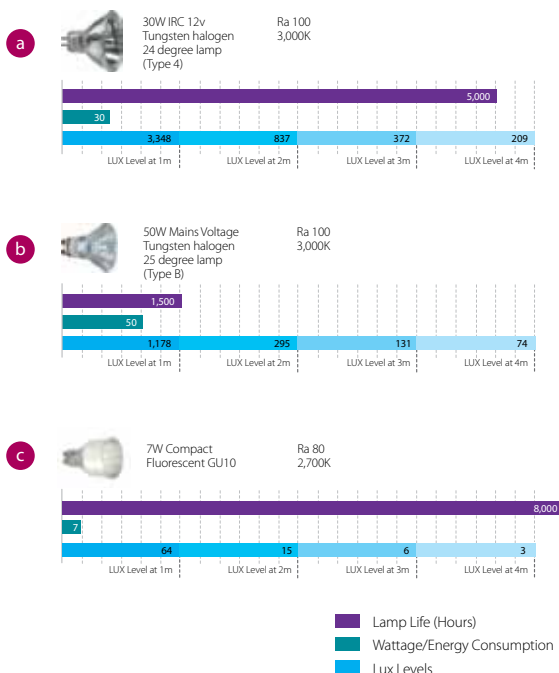 a
30W IRC 12v
Tungsten halogen
24 degree lamp
(Type 4)
Ra 100
3,000K
5,000
30
3,348 837 372 209
LUX Level at 1m LUX Level at 2m LUX Level at 3m LUX Level at 4m
b
50W Mains Voltage
Tungsten halogen
25 degree lamp
(Type B)
Ra 100
3,000K
1,500
50
1,178 295 131 74
LUX Level at 1m LUX Level at 2m LUX Level at 3m LUX Level at 4m
c
7W Compact
Fluorescent GU10
Ra 80
2,700K
8,000
7
64 15 6 3
LUX Level at 1m LUX Level at 2m LUX Level at 3m LUX Level at 4m
Lamp Life (Hours)
Wattage/Energy Consumption
Lux Levels